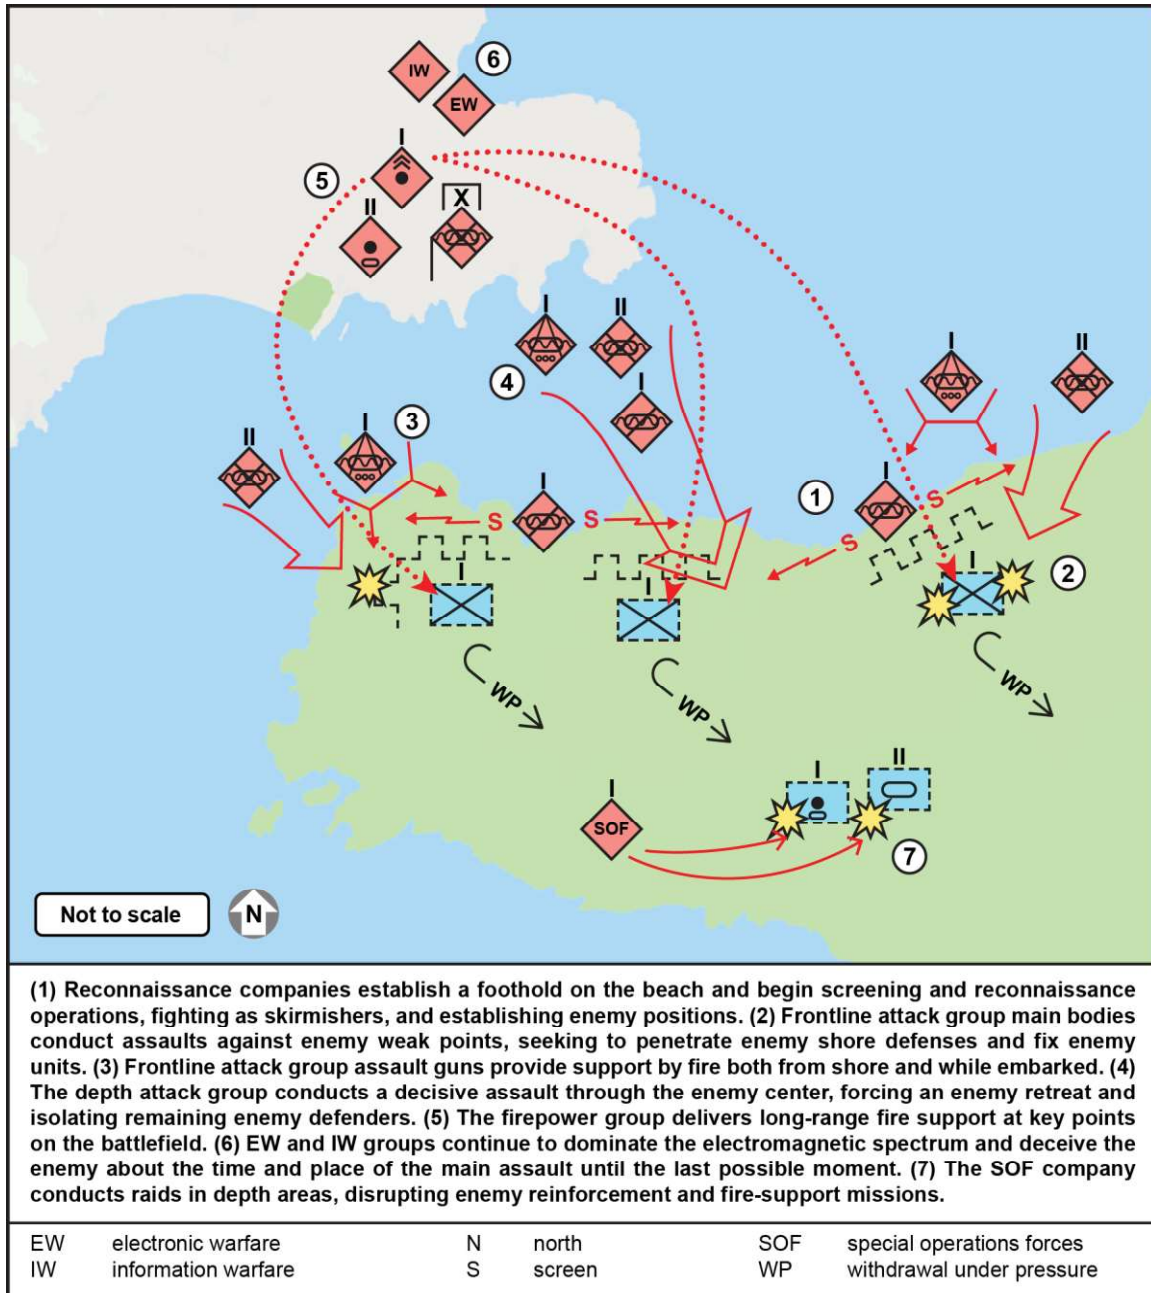 IW
6
EW
I
5
II
X
I
II
4
I
I
II
3
I
II
I
1
I
S
S
S
S
I
I
I
2
WP
WP
WP
I
II
I
SOF
7
Not to scale
N
(1) Reconnaissance companies establish a foothold on the beach and begin screening and reconnaissance
operations, fighting as skirmishers, and establishing enemy positions. (2) Frontline attack group main bodies
conduct assaults against enemy weak points, seeking to penetrate enemy shore defenses and fix enemy
units. (3) Frontline attack group assault guns provide support by fire both from shore and while embarked. (4)
The depth attack group conducts a decisive assault through the enemy center, forcing an enemy retreat and
isolating remaining enemy defenders. (5) The firepower group delivers long-range fire support at key points
on the battlefield. (6) EW and IW groups continue to dominate the electromagnetic spectrum and deceive the
enemy about the time and place of the main assault until the last possible moment. (7) The SOF company
conducts raids in depth areas, disrupting enemy reinforcement and fire-support missions.
EW electronic warfare N north SOF special operations forces
IW information warfare S screen WP withdrawal under pressure